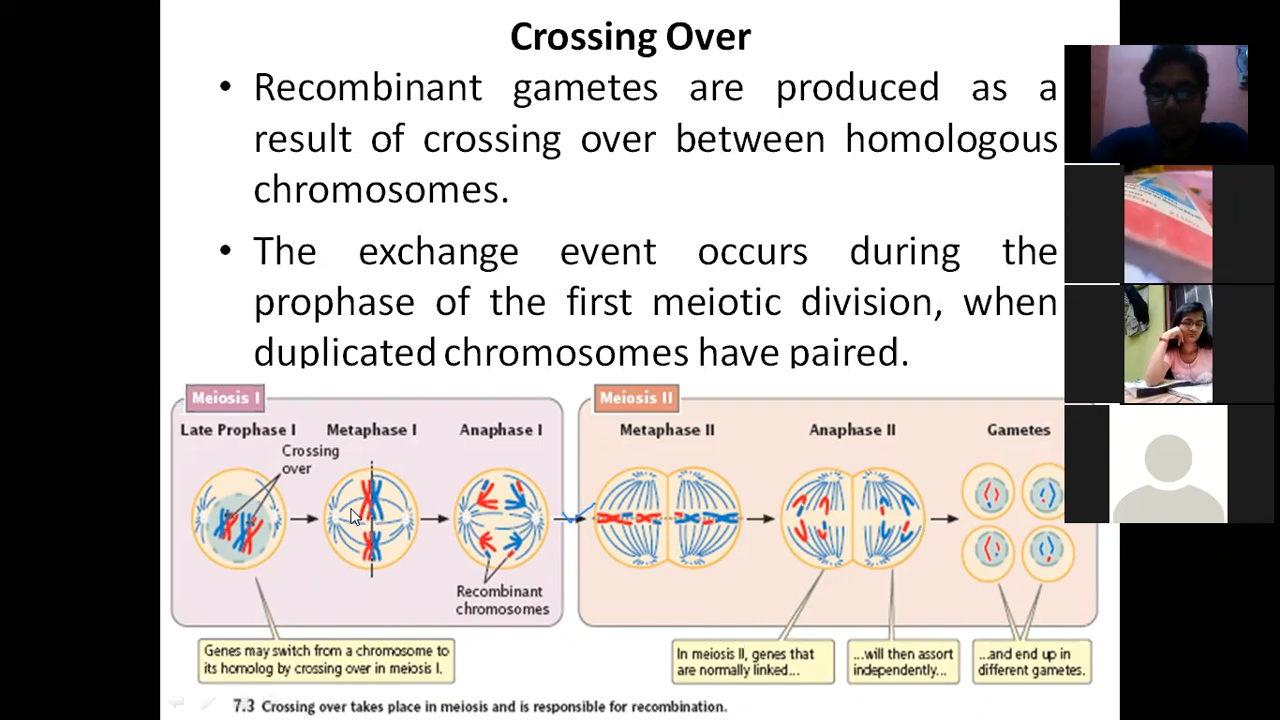 Crossing Over
• Recombinant gametes are produced as a
result of crossing over between homologous
chromosomes.
• The exchange event occurs during the
prophase of the first meiotic division, when
duplicated chromosomes have paired.
Meiosis I
Meiosis II
Late Prophase I
Metaphase I
Anaphase I
Metaphase II
Anaphase II
Gametes
Crossing
over
Recombinant
chromosomes
Genes may switch from a chromosome to
its homolog by crossing over in meiosis I.
In meiosis II, genes that
are normally linked...
...will then assort
independently...
...and end up in
different gametes.
7.3 Crossing over takes place in meiosis and is responsible for recombination.